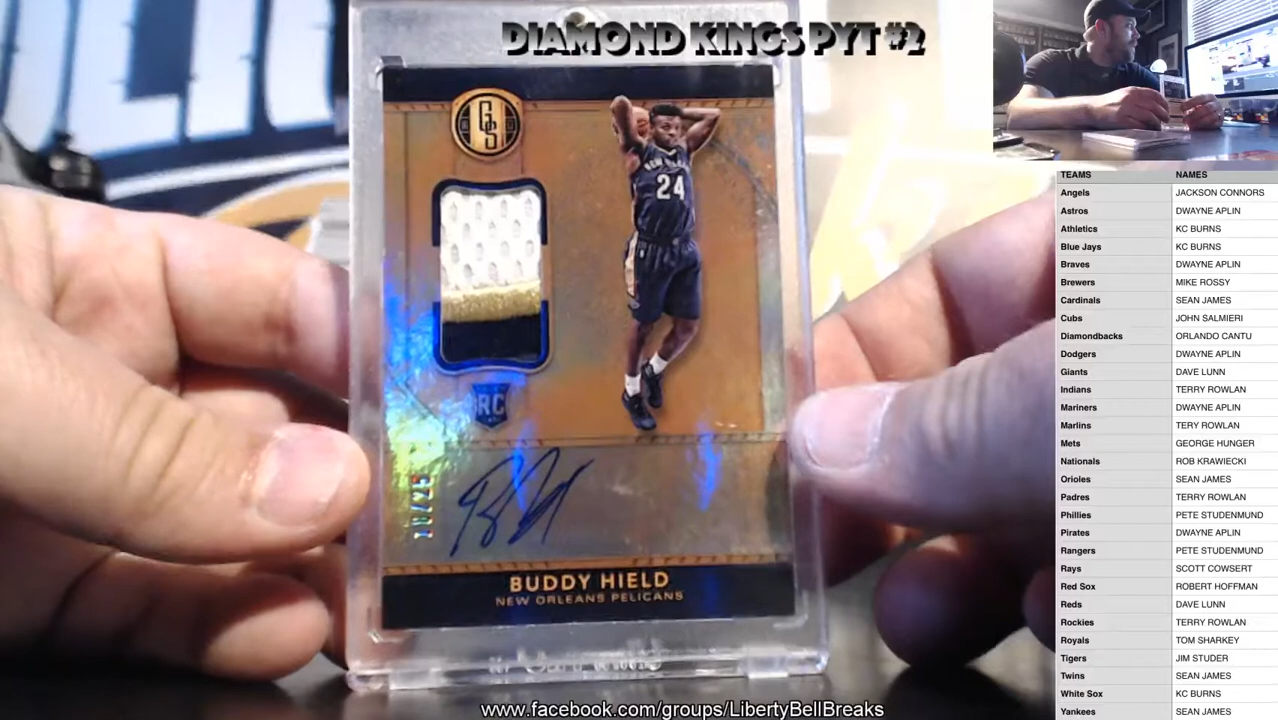 DIAMOND KINGS PYT #2
GS
24
RC
BUDDY HIELD
NEW ORLEANS PELICANS
www.facebook.com/groups/LibertyBellBreaks
TEAMS NAMES
Angels JACKSON CONNORS
Astros DWAYNE APLIN
Athletics KC BURNS
Blue Jays KC BURNS
Braves DWAYNE APLIN
Brewers MIKE ROSSY
Cardinals SEAN JAMES
Cubs JOHN SALMIERI
Diamondbacks ORLANDO CANTU
Dodgers DWAYNE APLIN
Giants DAVE LUNN
Indians TERRY ROWLAN
Mariners DWAYNE APLIN
Marlins TERY ROWLAN
Mets GEORGE HUNGER
Nationals ROB KRAWIECKI
Orioles SEAN JAMES
Padres TERRY ROWLAN
Phillies PETE STUDENMUND
Pirates DWAYNE APLIN
Rangers PETE STUDENMUND
Rays SCOTT COWSERT
Red Sox ROBERT HOFFMAN
Reds DAVE LUNN
Rockies TERRY ROWLAN
Royals TOM SHARKEY
Tigers JIM STUDER
Twins SEAN JAMES
White Sox KC BURNS
Yankees SEAN JAMES